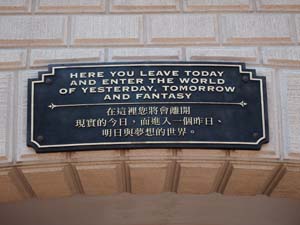 HERE YOU LEAVE TODAY
AND ENTER THE WORLD
OF YESTERDAY, TOMORROW
AND FANTASY
在這裡您將會離開
現實的今日，而進入一個昨日、
明日與夢想的世界。